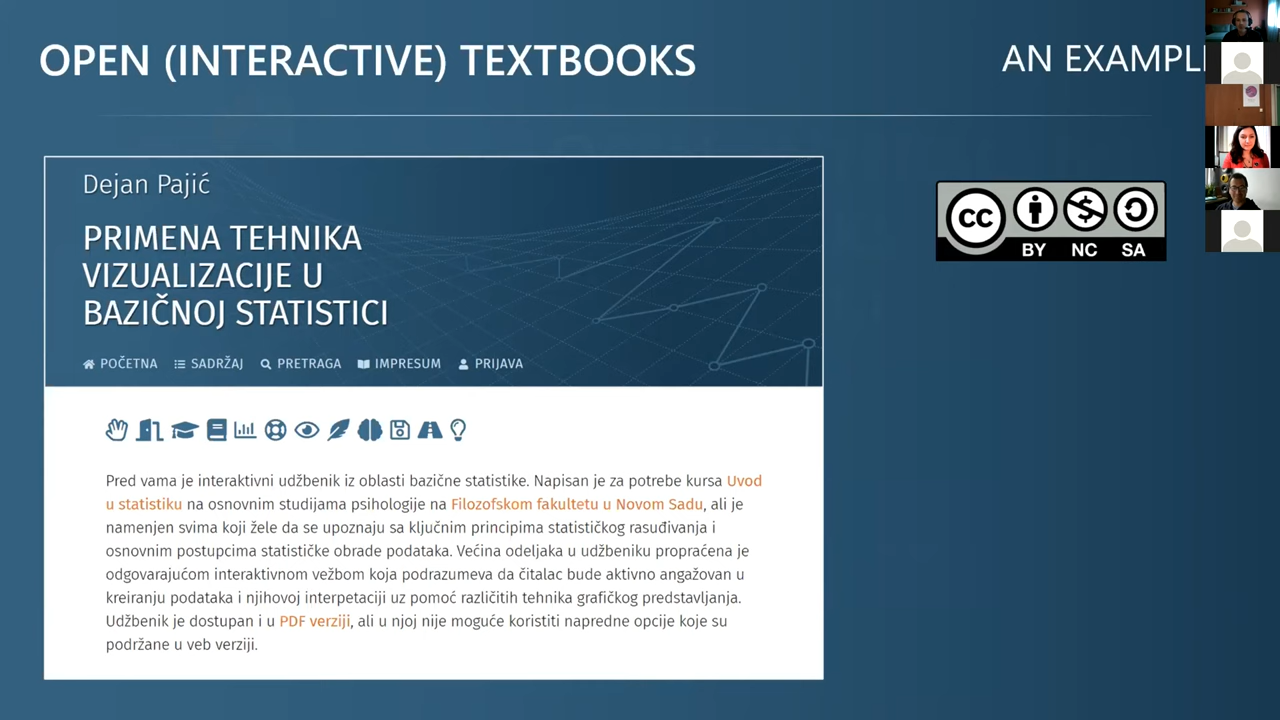 OPEN (INTERACTIVE) TEXTBOOKS
AN EXAMPL
Dejan Pajić
PRIMENA TEHNIKA
VIZUALIZACIJE U
BAZIČNOJ STATISTICI
POČETNA SADRŽAJ PRETRAGA IMPRESUM PRIJAVA
Pred vama je interaktivni udžbenik iz oblasti bazične statistike. Napisan je za potrebe kursa Uvod
u statistiku na osnovnim studijama psihologije na Filozofskom fakultetu u Novom Sadu, ali je
namenjen svima koji žele da se upoznaju sa ključnim principima statističkog rasuđivanja i
osnovnim postupcima statističke obrade podataka. Većina odeljaka u udžbeniku propraćena je
odgovarajućom interaktivnom vežbom koja podrazumeva da čitalac bude aktivno angažovan u
kreiranju podataka i njihovoj interpetaciji uz pomoć različitih tehnika grafičkog predstavljanja.
Udžbenik je dostupan i u PDF verziji, ali u njoj nije moguće koristiti napredne opcije koje su
podržane u veb verziji.
CC
BY NC SA